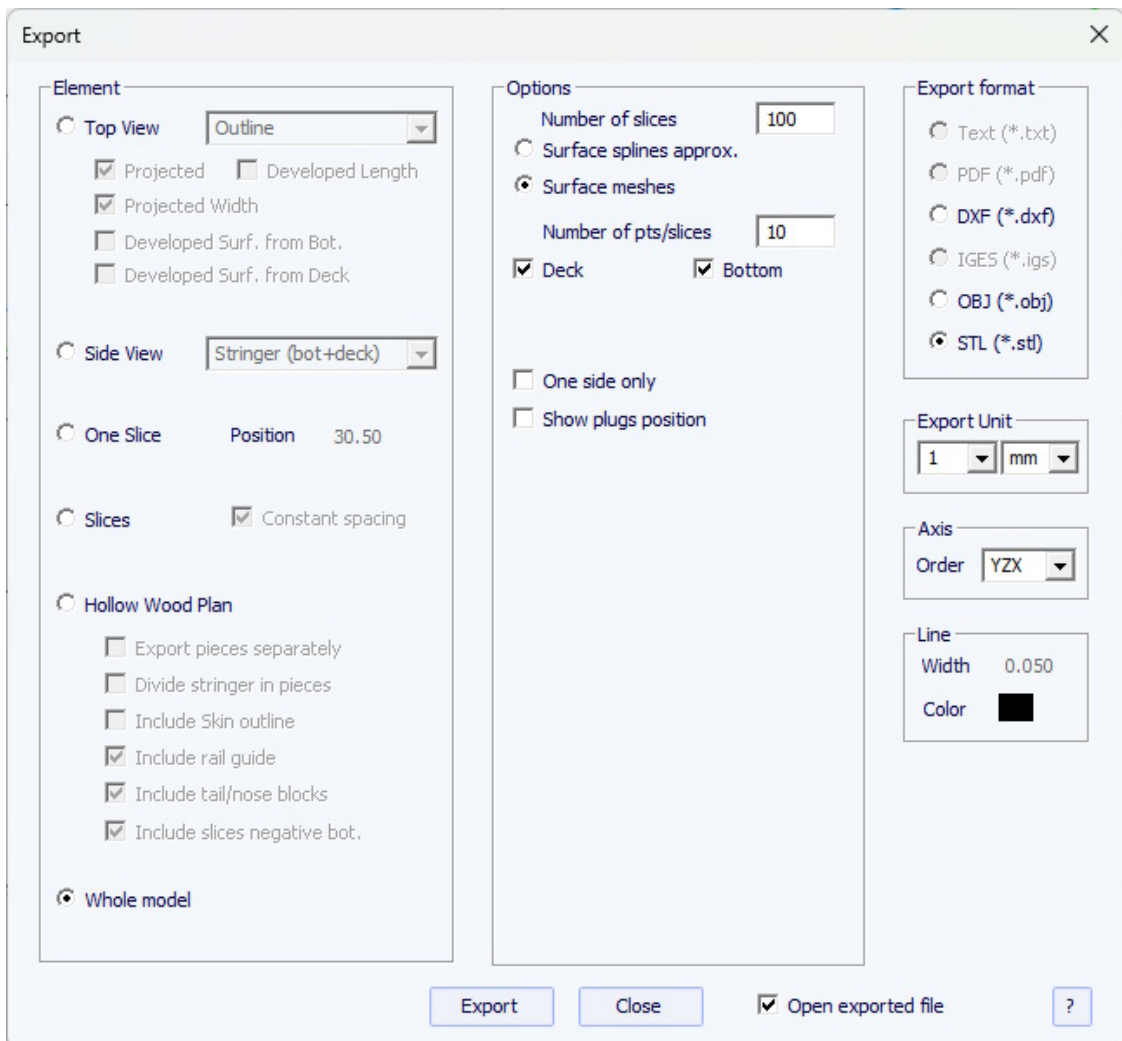 Export
Element
Top View Outline
Projected Developed Length
Projected Width
Developed Surf. from Bot.
Developed Surf. from Deck
Side View Stringer (bot+deck)
One Slice Position 30.50
Slices Constant spacing
Hollow Wood Plan
Export pieces separately
Divide stringer in pieces
Include Skin outline
Include rail guide
Include tail/nose blocks
Include slices negative bot.
Whole model
Options
Number of slices 100
Surface splines approx.
Surface meshes
Number of pts/slices 10
Deck Bottom
One side only
Show plugs position
Export format
Text (*.txt)
PDF (*.pdf)
DXF (*.dxf)
IGES (*.igs)
OBJ (*.obj)
STL (*.stl)
Export Unit
1 mm
Axis
Order YZX
Line
Width 0.050
Color
Export Close Open exported file ?